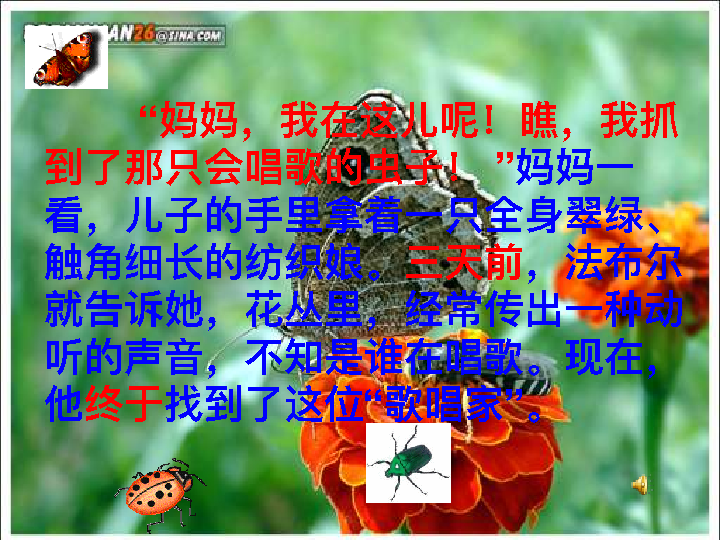 26@SINA.COM
“妈妈，我在这儿呢！瞧，我抓
到了那只会唱歌的虫子！ ”妈妈一
看，儿子的手里拿着一只全身翠绿、
触角细长的纺织娘。三天前，法布尔
就告诉她，花丛里，经常传出一种动
听的声音，不知是谁在唱歌。现在，
他终于找到了这位“歌唱家”。